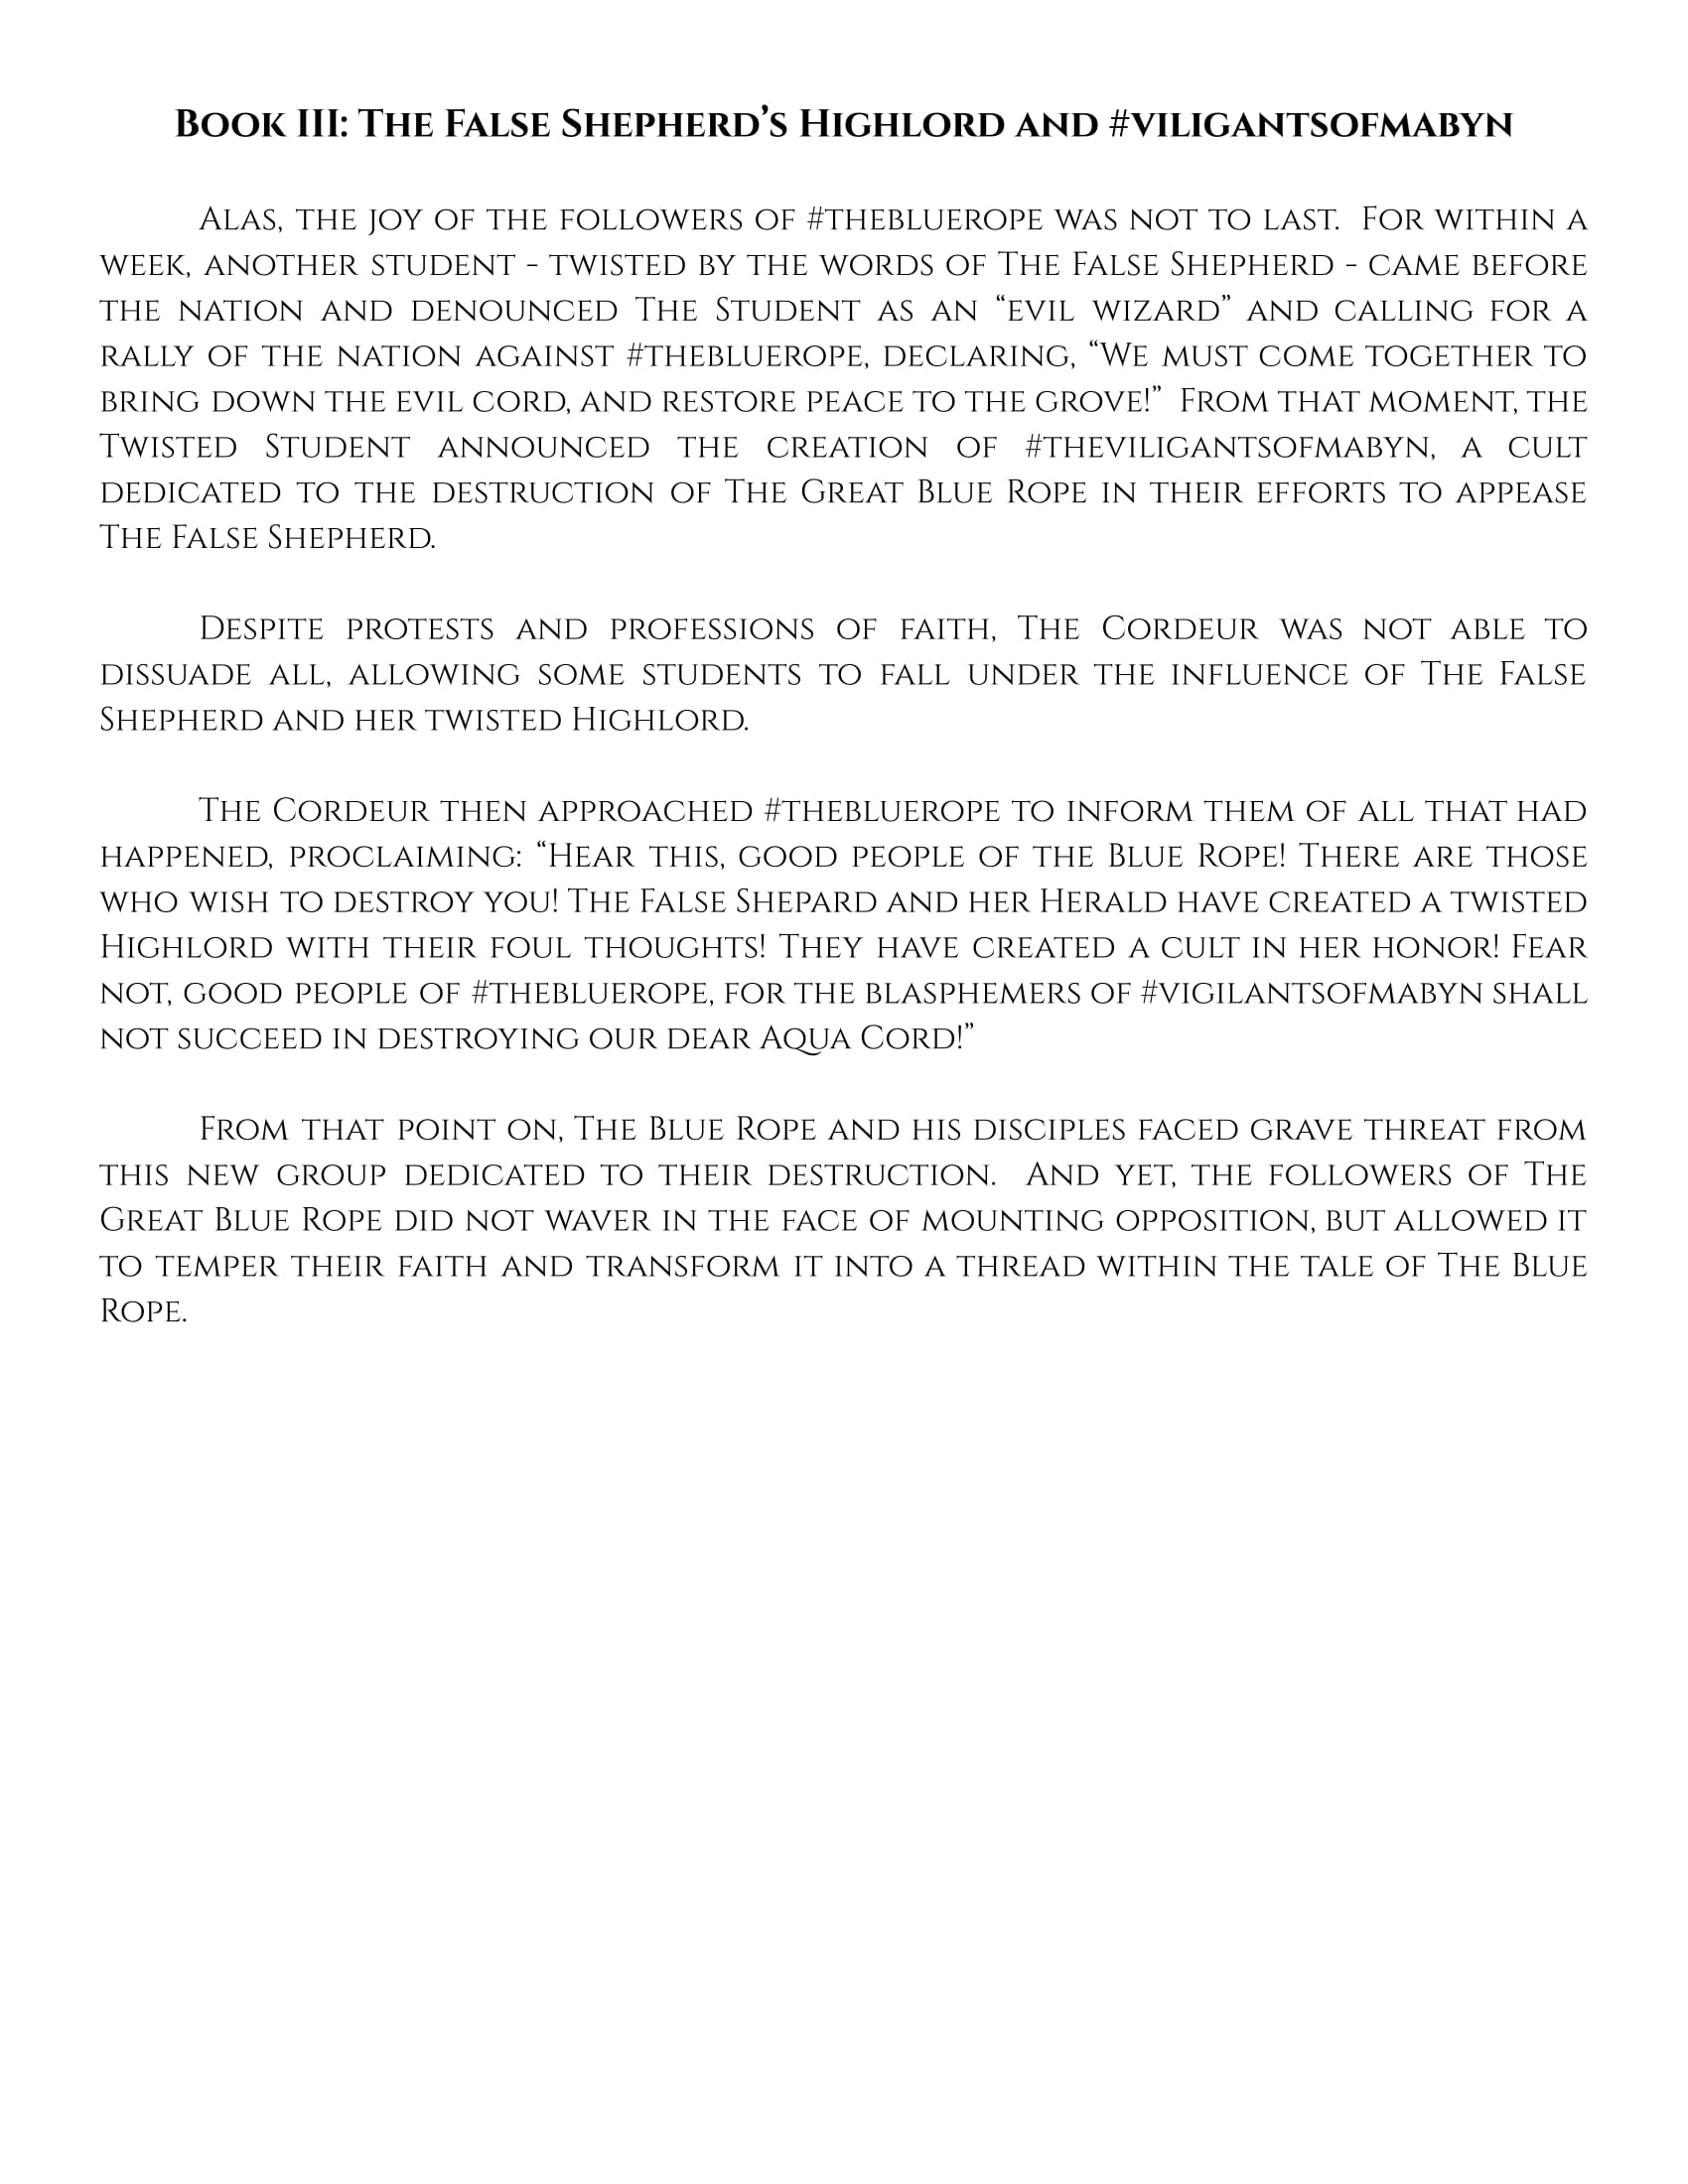 Book III: The False Shepherd’s Highlord and #viligantsofmabyn
Alas, the joy of the followers of #thebluerope was not to last.  For within a
week, another student - twisted by the words of The False Shepherd - came before
the nation and denounced The Student as an “evil wizard” and calling for a
rally of the nation against #thebluerope, declaring, “We must come together to
bring down the evil cord, and restore peace to the grove!”  From that moment, the
Twisted Student announced the creation of #theviligantsofmabyn, a cult
dedicated to the destruction of The Great Blue Rope in their efforts to appease
The False Shepherd.
Despite protests and professions of faith, The Cordeur was not able to
dissuade all, allowing some students to fall under the influence of The False
Shepherd and her twisted Highlord.
The Cordeur then approached #thebluerope to inform them of all that had
happened, proclaiming: “Hear this, good people of the Blue Rope! There are those
who wish to destroy you! The False Shepard and her Herald have created a twisted
Highlord with their foul thoughts! They have created a cult in her honor! Fear
not, good people of #thebluerope, for the blasphemers of #vigilantsofmabyn shall
not succeed in destroying our dear Aqua Cord!”
From that point on, The Blue Rope and his disciples faced grave threat from
this new group dedicated to their destruction.  And yet, the followers of The
Great Blue Rope did not waver in the face of mounting opposition, but allowed it
to temper their faith and transform it into a thread within the tale of The Blue
Rope.